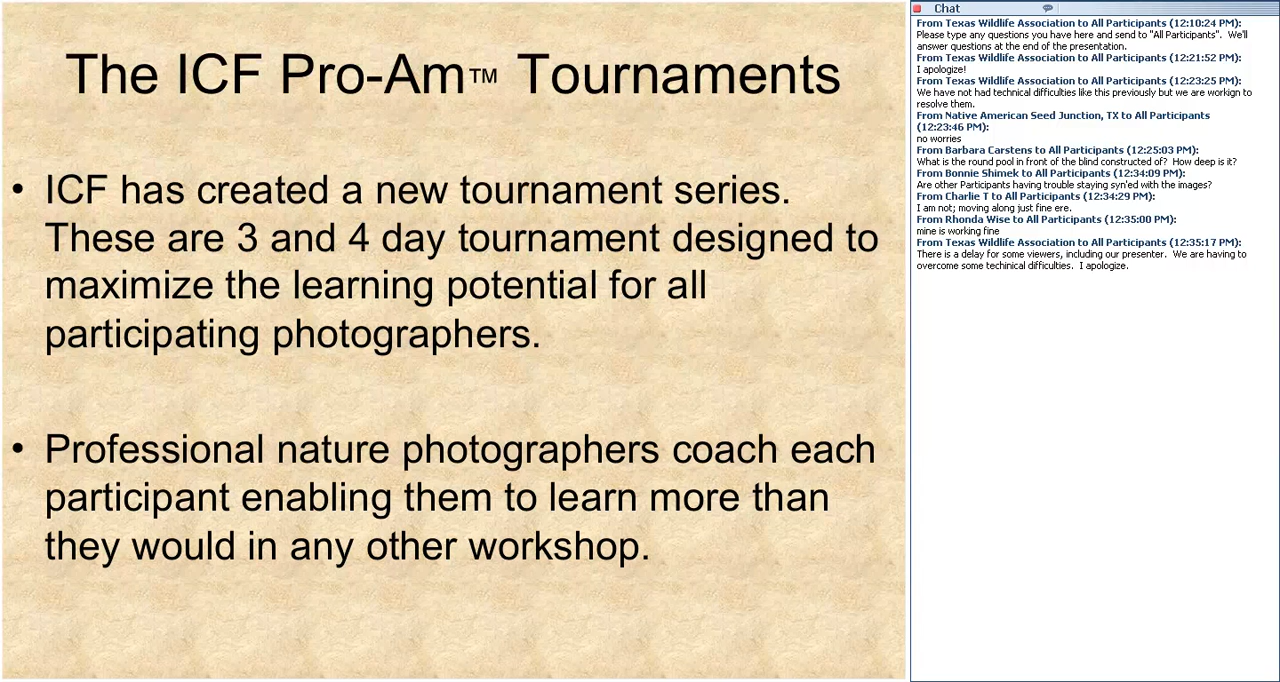 The ICF Pro-Am™ Tournaments
• ICF has created a new tournament series.
These are 3 and 4 day tournament designed to
maximize the learning potential for all
participating photographers.
• Professional nature photographers coach each
participant enabling them to learn more than
they would in any other workshop.
Chat
From Texas Wildlife Association to All Participants (12:10:24 PM):
Please type any questions you have here and send to "All Participants".  We'll
answer questions at the end of the presentation.
From Texas Wildlife Association to All Participants (12:21:52 PM):
I apologize!
From Texas Wildlife Association to All Participants (12:23:25 PM):
We have not had technical difficulties like this previously but we are workign to
resolve them.
From Native American Seed Junction, TX to All Participants
(12:23:46 PM):
no worries
From Barbara Carstens to All Participants (12:25:03 PM):
What is the round pool in front of the blind constructed of?  How deep is it?
From Bonnie Shimek to All Participants (12:34:09 PM):
Are other Participants having trouble staying syn'ed with the images?
From Charlie T to All Participants (12:34:29 PM):
I am not; moving along just fine ere.
From Rhonda Wise to All Participants (12:35:00 PM):
mine is working fine
From Texas Wildlife Association to All Participants (12:35:17 PM):
There is a delay for some viewers, including our presenter.  We are having to
overcome some techinical difficulties.  I apologize.